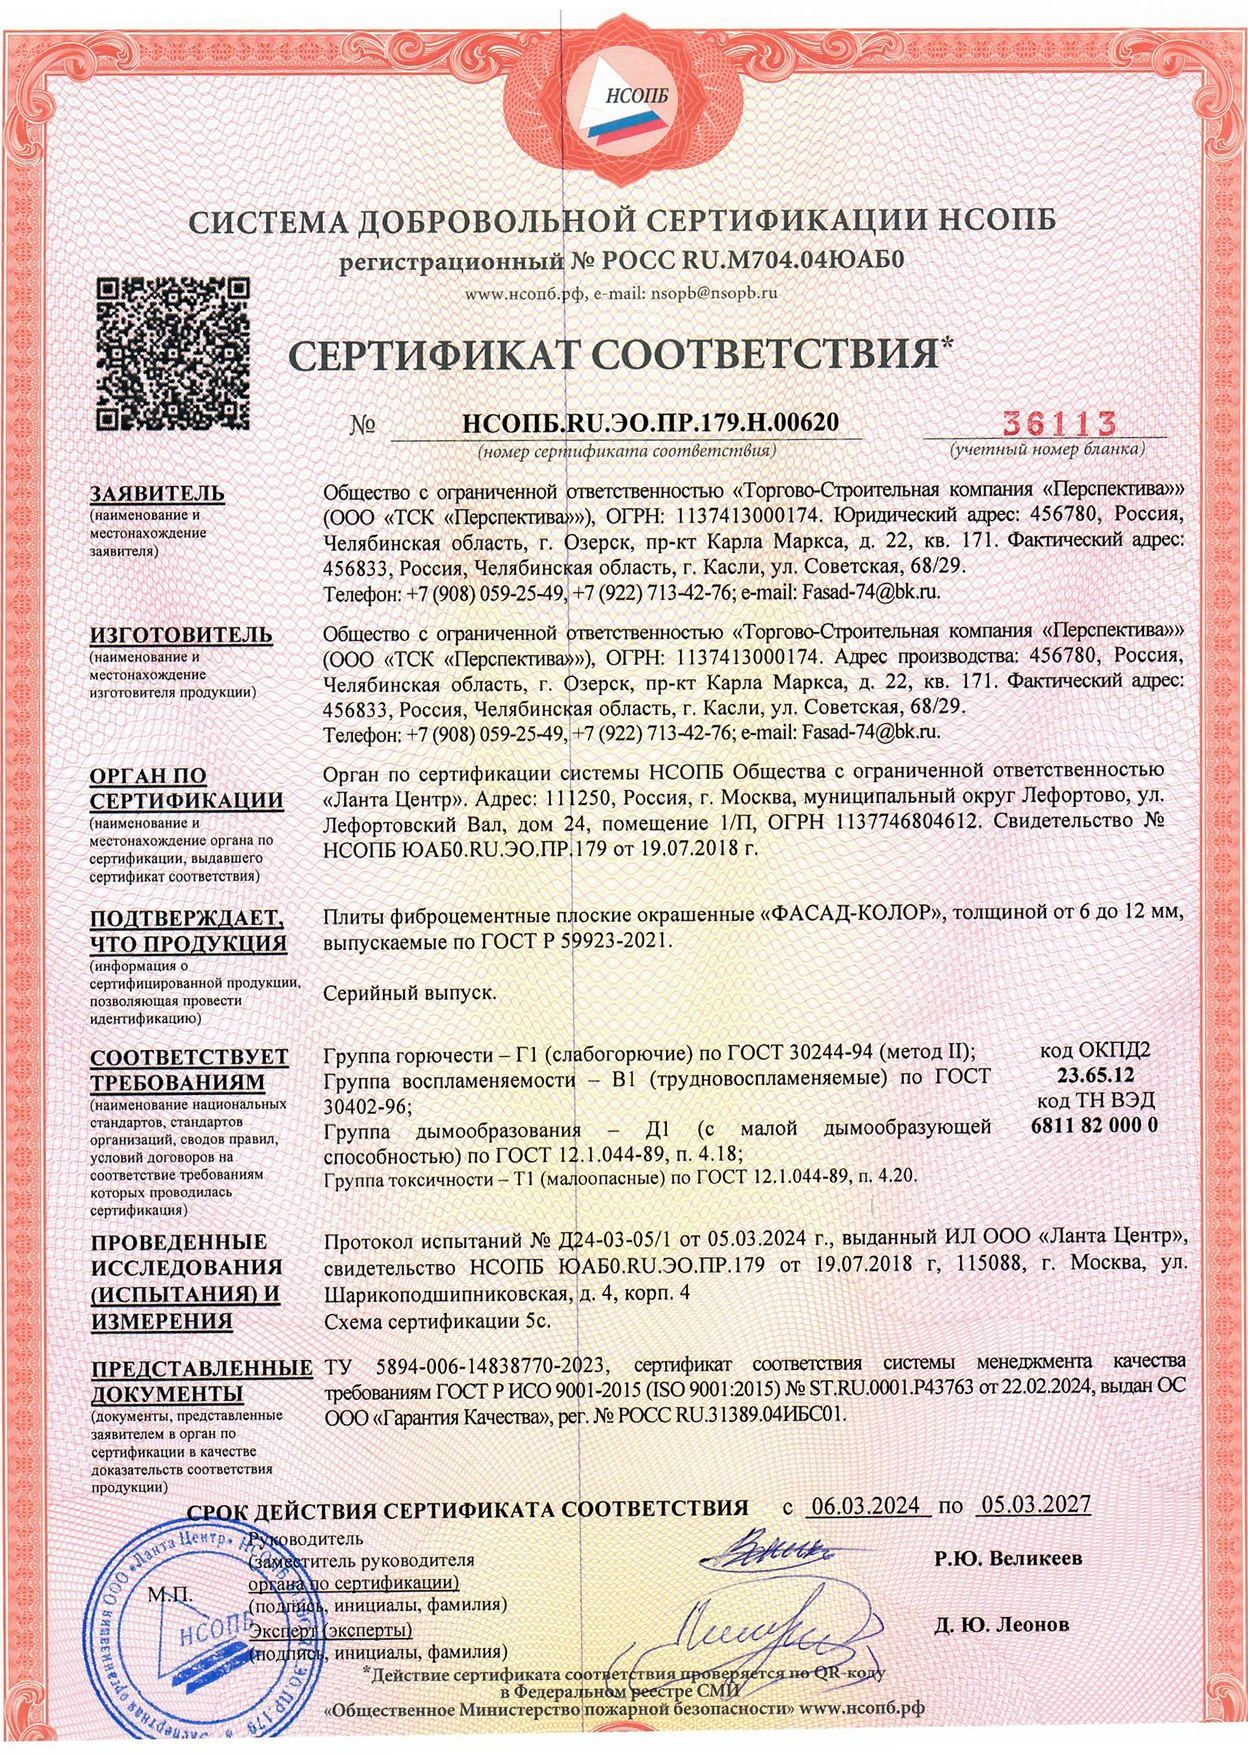 НСОПБ
СИСТЕМА ДОБРОВОЛЬНОЙ СЕРТИФИКАЦИИ НСОПБ
регистрационный № РОСС RU.М704.04ЮАБ0
www.нсопб.рф, e-mail: nsopb@nsopb.ru
СЕРТИФИКАТ СООТВЕТСТВИЯ*
№ НСОПБ.RU.ЭО.ПР.179.Н.00620
36113
(номер сертификата соответствия)
(учетный номер бланка)
ЗАЯВИТЕЛЬ
(наименование и
местонахождение
заявителя)
Общество с ограниченной ответственностью «Торгово-Строительная компания «Перспектива»»
(ООО «ТСК «Перспектива»»), ОГРН: 1137413000174. Юридический адрес: 456780, Россия,
Челябинская область, г. Озерск, пр-кт Карла Маркса, д. 22, кв. 171. Фактический адрес:
456833, Россия, Челябинская область, г. Касли, ул. Советская, 68/29.
Телефон: +7 (908) 059-25-49, +7 (922) 713-42-76; e-mail: Fasad-74@bk.ru.
ИЗГОТОВИТЕЛЬ
(наименование и
местонахождение
изготовителя продукции)
Общество с ограниченной ответственностью «Торгово-Строительная компания «Перспектива»»
(ООО «ТСК «Перспектива»»), ОГРН: 1137413000174. Адрес производства: 456780, Россия,
Челябинская область, г. Озерск, пр-кт Карла Маркса, д. 22, кв. 171. Фактический адрес:
456833, Россия, Челябинская область, г. Касли, ул. Советская, 68/29.
Телефон: +7 (908) 059-25-49, +7 (922) 713-42-76; e-mail: Fasad-74@bk.ru.
ОРГАН ПО
СЕРТИФИКАЦИИ
(наименование и
местонахождение органа по
сертификации, выдавшего
сертификат соответствия)
Орган по сертификации системы НСОПБ Общества с ограниченной ответственностью
«Ланта Центр». Адрес: 111250, Россия, г. Москва, муниципальный округ Лефортово, ул.
Лефортовский Вал, дом 24, помещение 1/П, ОГРН 1137746804612. Свидетельство №
НСОПБ ЮАБ0.RU.ЭО.ПР.179 от 19.07.2018 г.
ПОДТВЕРЖДАЕТ,
ЧТО ПРОДУКЦИЯ
(информация о
сертифицированной продукции,
позволяющая провести
идентификацию)
Плиты фиброцементные плоские окрашенные «ФАСАД-КОЛОР», толщиной от 6 до 12 мм,
выпускаемые по ГОСТ Р 59923-2021.
Серийный выпуск.
СООТВЕТСТВУЕТ
ТРЕБОВАНИЯМ
(наименование национальных
стандартов, стандартов
организаций, сводов правил,
условий договоров на
соответствие требованиям
которых проводилась
сертификация)
Группа горючести – Г1 (слабогорючие) по ГОСТ 30244-94 (метод II);
Группа воспламеняемости – В1 (трудновоспламеняемые) по ГОСТ
30402-96;
Группа дымообразования – Д1 (с малой дымообразующей
способностью) по ГОСТ 12.1.044-89, п. 4.18;
Группа токсичности – Т1 (малоопасные) по ГОСТ 12.1.044-89, п. 4.20.
код ОКПД2
23.65.12
код ТН ВЭД
6811 82 000 0
ПРОВЕДЕННЫЕ
ИССЛЕДОВАНИЯ
(ИСПЫТАНИЯ) И
ИЗМЕРЕНИЯ
Протокол испытаний № Д24-03-05/1 от 05.03.2024 г., выданный ИЛ ООО «Ланта Центр»,
свидетельство НСОПБ ЮАБ0.RU.ЭО.ПР.179 от 19.07.2018 г, 115088, г. Москва, ул.
Шарикоподшипниковская, д. 4, корп. 4
Схема сертификации 5с.
ПРЕДСТАВЛЕННЫЕ
ДОКУМЕНТЫ
(документы, представленные
заявителем в орган по
сертификации в качестве
доказательств соответствия
продукции)
ТУ 5894-006-14838770-2023, сертификат соответствия системы менеджмента качества
требованиям ГОСТ Р ИСО 9001-2015 (ISO 9001:2015) № ST.RU.0001.P43763 от 22.02.2024, выдан ОС
ООО «Гарантия Качества», рег. № РОСС RU.31389.04ИБС01.
СРОК ДЕЙСТВИЯ СЕРТИФИКАТА СООТВЕТСТВИЯ с 06.03.2024 по 05.03.2027
Руководитель
(заместитель руководителя
органа по сертификации)
(подпись, инициалы, фамилия)
Р.Ю. Великеев
М.П.
Эксперт (эксперты)
(подпись, инициалы, фамилия)
Д. Ю. Леонов
НСОПБ
*Действие сертификата соответствия проверяется по QR-коду
в Федеральном реестре СМИ
«Общественное Министерство пожарной безопасности» www.нсопб.рф